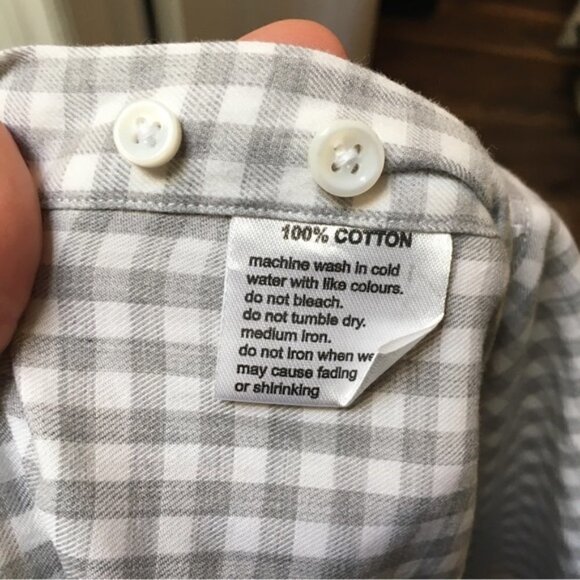 100% COTTON
machine wash in cold
water with like colours.
do not bleach.
do not tumble dry.
medium iron.
do not iron when we
may cause fading
or shirinking